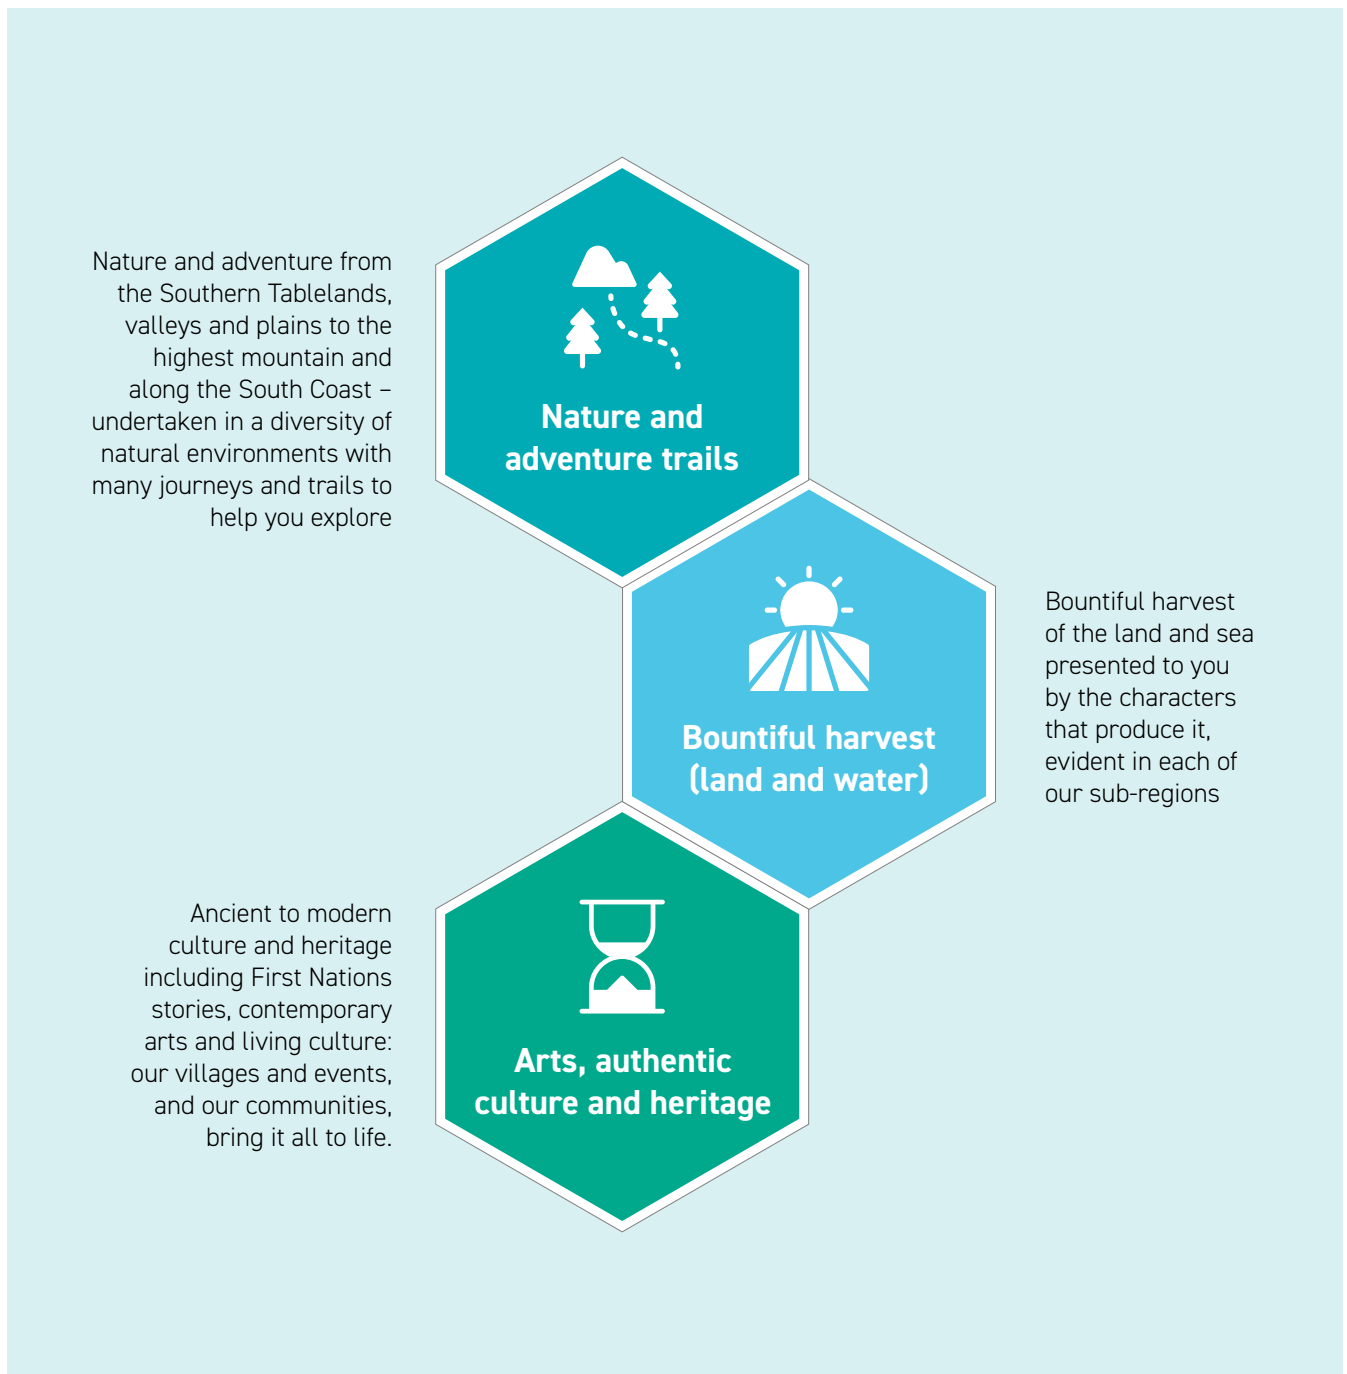 Nature and adventure from
the Southern Tablelands,
valleys and plains to the
highest mountain and
along the South Coast –
undertaken in a diversity of
natural environments with
many journeys and trails to
help you explore
Nature and
adventure trails
Bountiful harvest
(land and water)
Bountiful harvest
of the land and sea
presented to you
by the characters
that produce it,
evident in each of
our sub-regions
Ancient to modern
culture and heritage
including First Nations
stories, contemporary
arts and living culture:
our villages and events,
and our communities,
bring it all to life.
Arts, authentic
culture and heritage